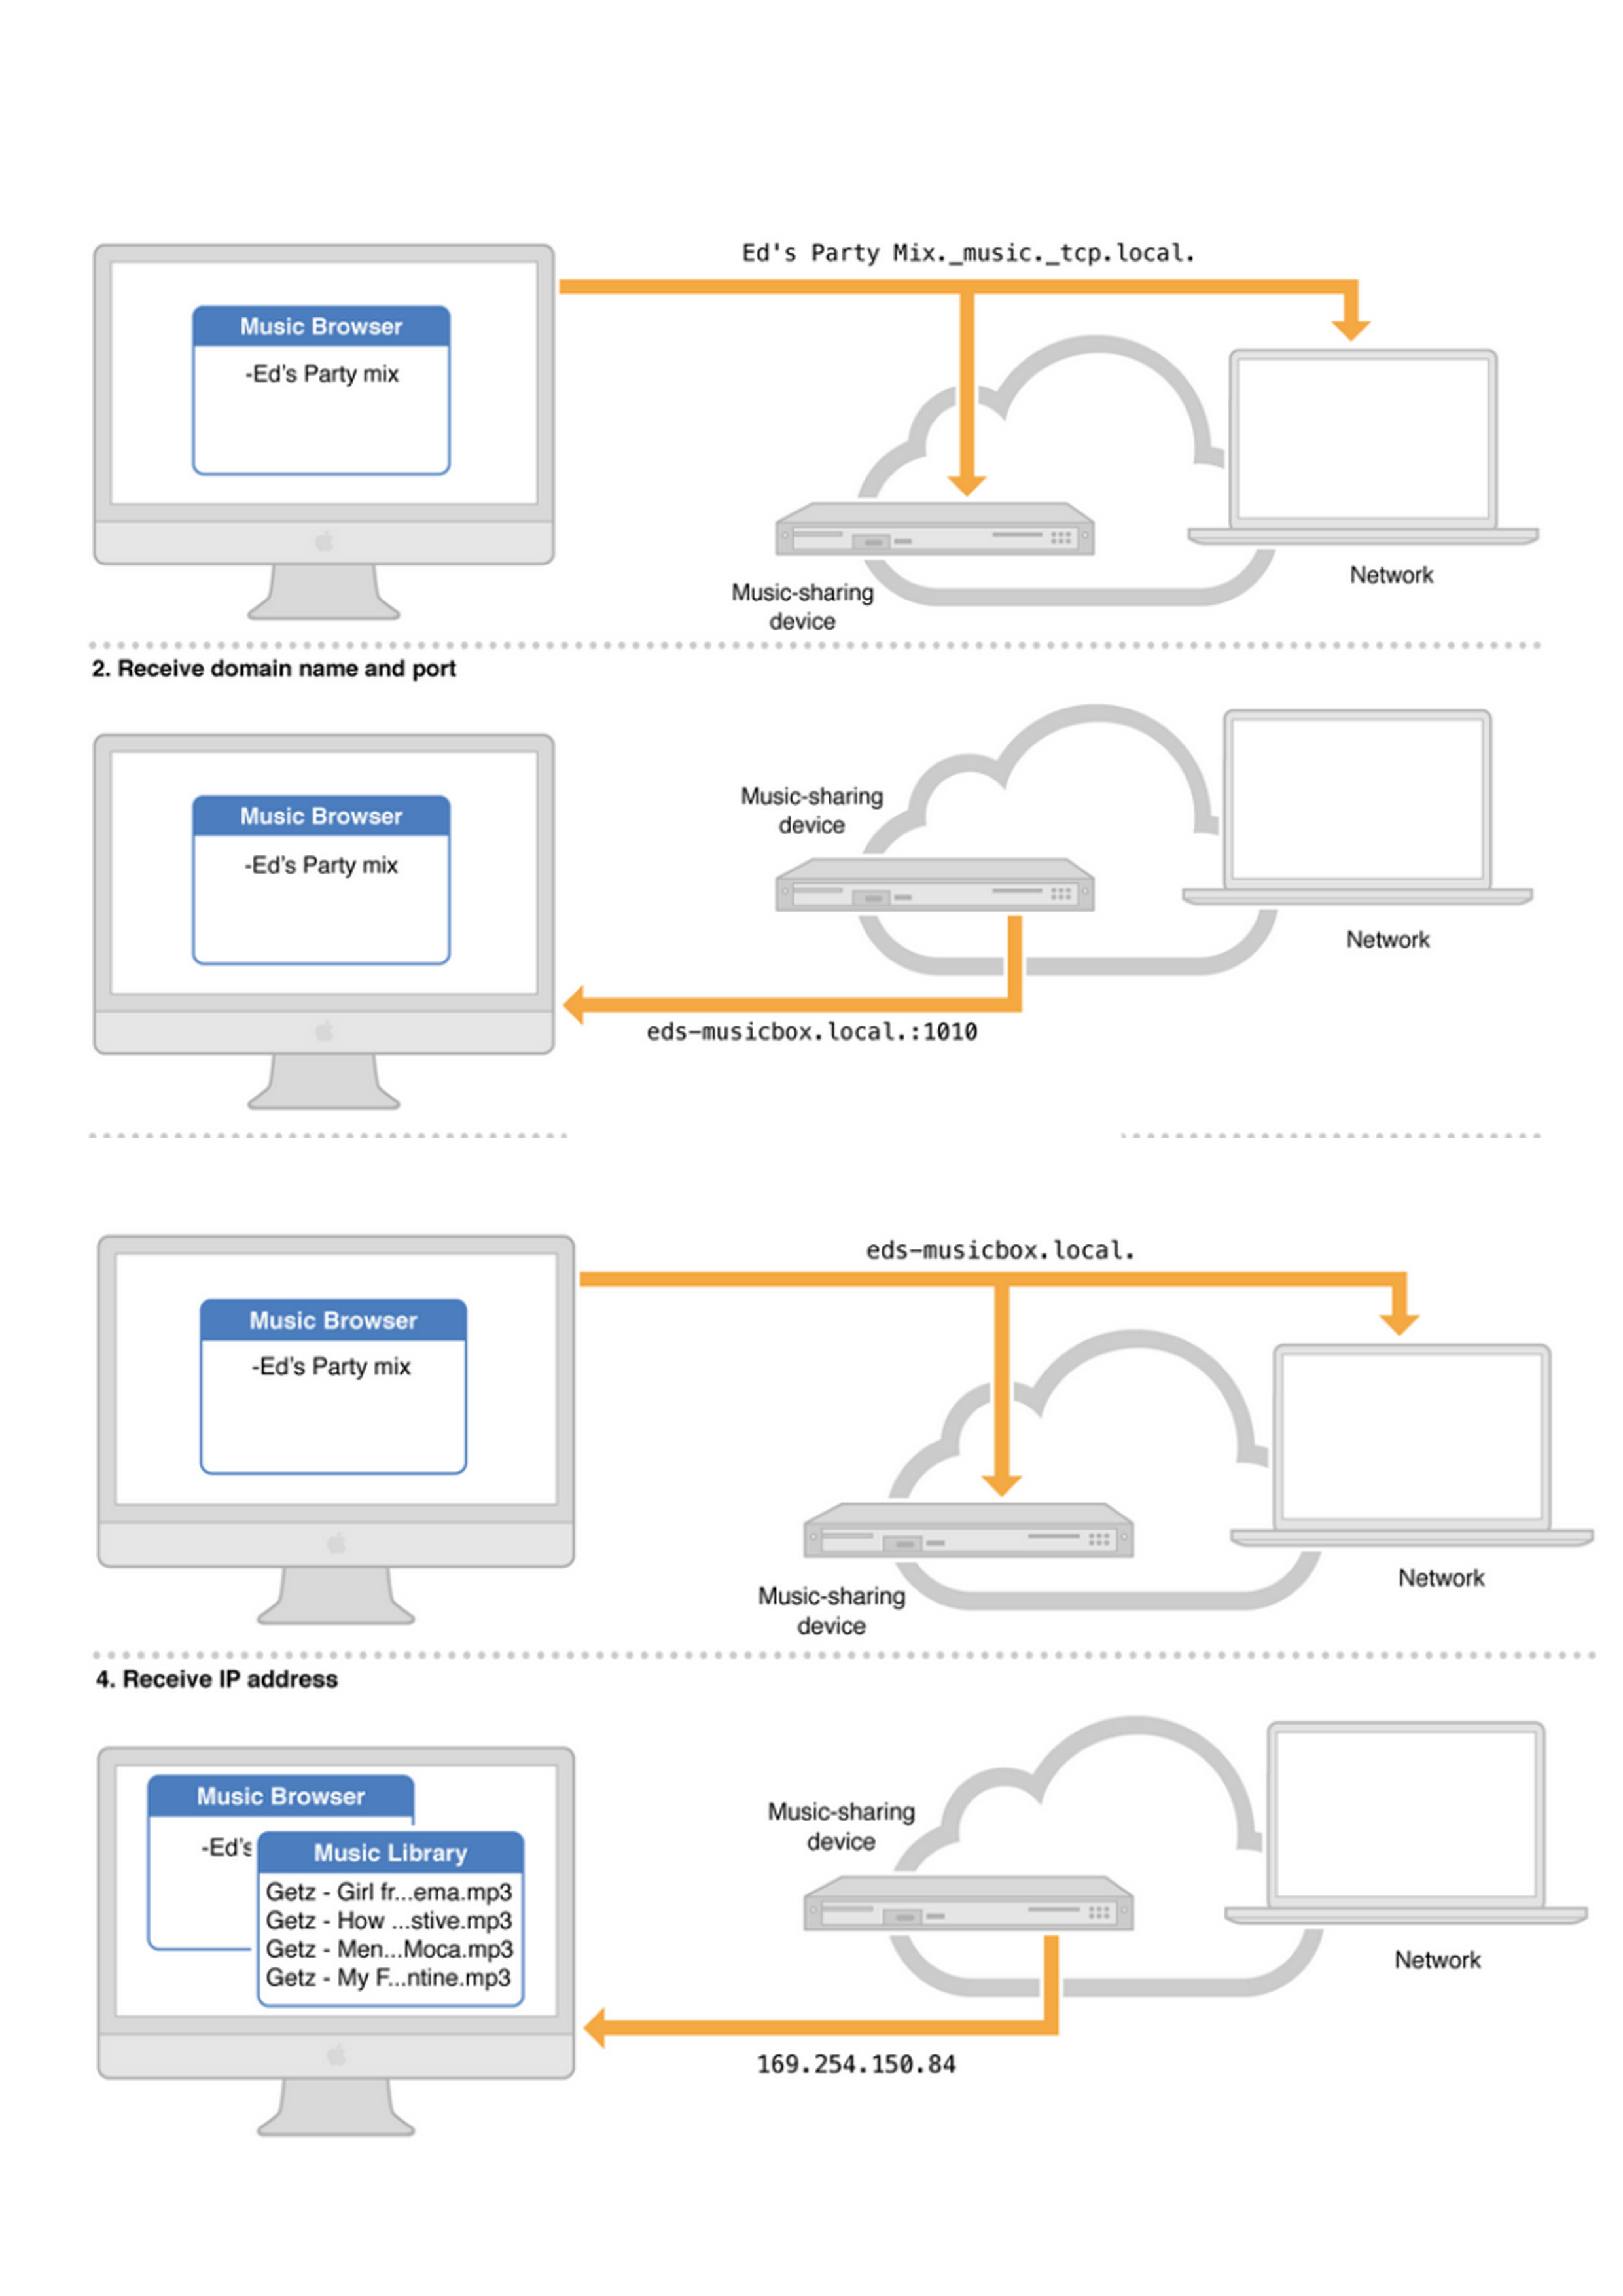 Ed's Party Mix._music._tcp.local.
Music Browser
-Ed's Party mix
Music-sharing
device
Network
2. Receive domain name and port
Music Browser
-Ed's Party mix
Music-sharing
device
Network
eds-musicbox.local.:1010
eds-musicbox.local.
Music Browser
-Ed's Party mix
Music-sharing
device
Network
4. Receive IP address
Music Browser
-Ed's
Music Library
Getz - Girl fr...ema.mp3
Getz - How ...stive.mp3
Getz - Men...Moca.mp3
Getz - My F...ntine.mp3
Music-sharing
device
Network
169.254.150.84